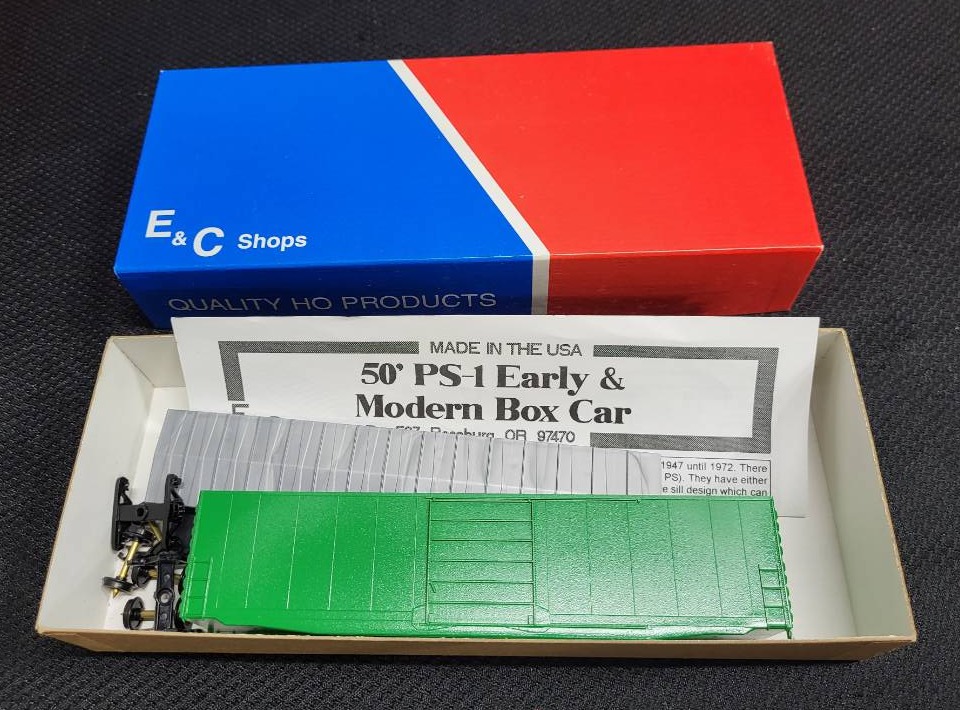 E & C Shops
QUALITY HO PRODUCTS
MADE IN THE USA
50' PS-1 Early &
Modern Box Car
Roseburg, OR 97470
1947 until 1972. There
PS). They have either
sill design which can